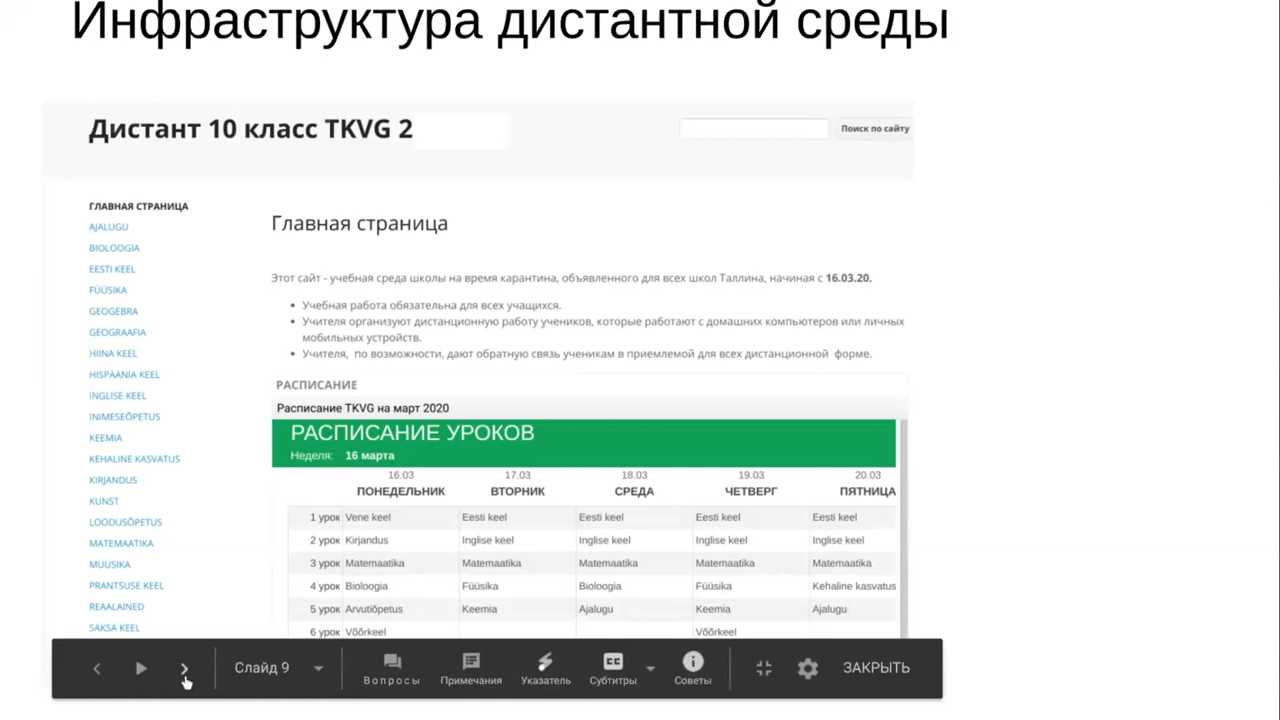 Инфраструктура дистантной среды
Дистант 10 класс TKVG 2
Поиск по сайту
ГЛАВНАЯ СТРАНИЦА
AJALUGU
BIOLOOGIA
EESTI KEEL
FÜÜSIKA
GEOGEBRA
GEOGRAAFIA
HIINA KEEL
HISPAANIA KEEL
INGLISE KEEL
INIMESEÕPETUS
KEEMIA
KEHALINE KASVATUS
KIRJANDUS
KUNST
LOODUSÕPETUS
MATEMAATIKA
MUUSIKA
PRANTSUSE KEEL
REAALAINED
SAKSA KEEL
Главная страница
Этот сайт - учебная среда школы на время карантина, объявленного для всех школ Таллина, начиная с 16.03.20.
• Учебная работа обязательна для всех учащихся.
• Учителя организуют дистанционную работу учеников, которые работают с домашних компьютеров или личных
мобильных устройств.
• Учителя, по возможности, дают обратную связь ученикам в приемлемой для всех дистанционной форме.
РАСПИСАНИЕ
Расписание TKVG на март 2020
РАСПИСАНИЕ УРОКОВ
Неделя: 16 марта
16.03 17.03 18.03 19.03 20.03
ПОНЕДЕЛЬНИК ВТОРНИК СРЕДА ЧЕТВЕРГ ПЯТНИЦА
1 урок Vene keel Eesti keel Eesti keel Eesti keel Eesti keel
2 урок Kirjandus Inglise keel Inglise keel Inglise keel Inglise keel
3 урок Matemaatika Matemaatika Matemaatika Matemaatika Matemaatika
4 урок Bioloogia Füüsika Bioloogia Füüsika Kehaline kasvatus
5 урок Arvutiõpetus Keemia Ajalugu Keemia Ajalugu
6 урок Võõrkeel Võõrkeel
Слайд 9 Вопросы Примечания Указатель Субтитры Советы ЗАКРЫТЬ